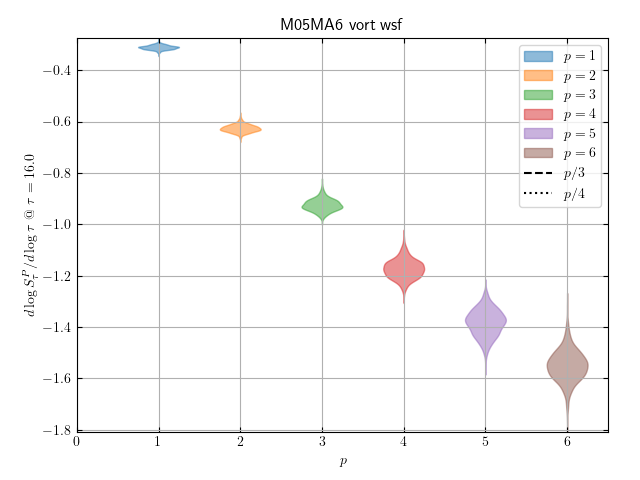 M05MA6 vort wsf
d log S_τ^P / d log τ @ τ = 16.0
−0.4
−0.6
−0.8
−1.0
−1.2
−1.4
−1.6
−1.8
0 1 2 3 4 5 6
p
p = 1
p = 2
p = 3
p = 4
p = 5
p = 6
p/3
p/4